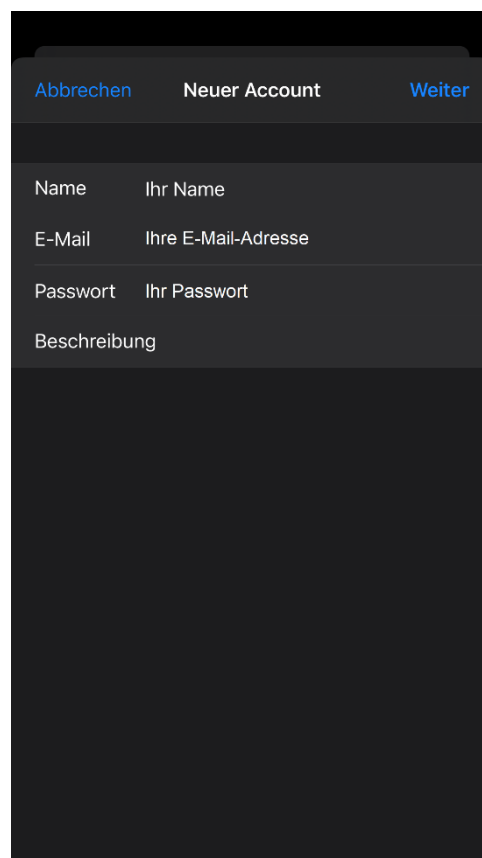 Abbrechen Neuer Account Weiter
Name Ihr Name
E-Mail Ihre E-Mail-Adresse
Passwort Ihr Passwort
Beschreibung